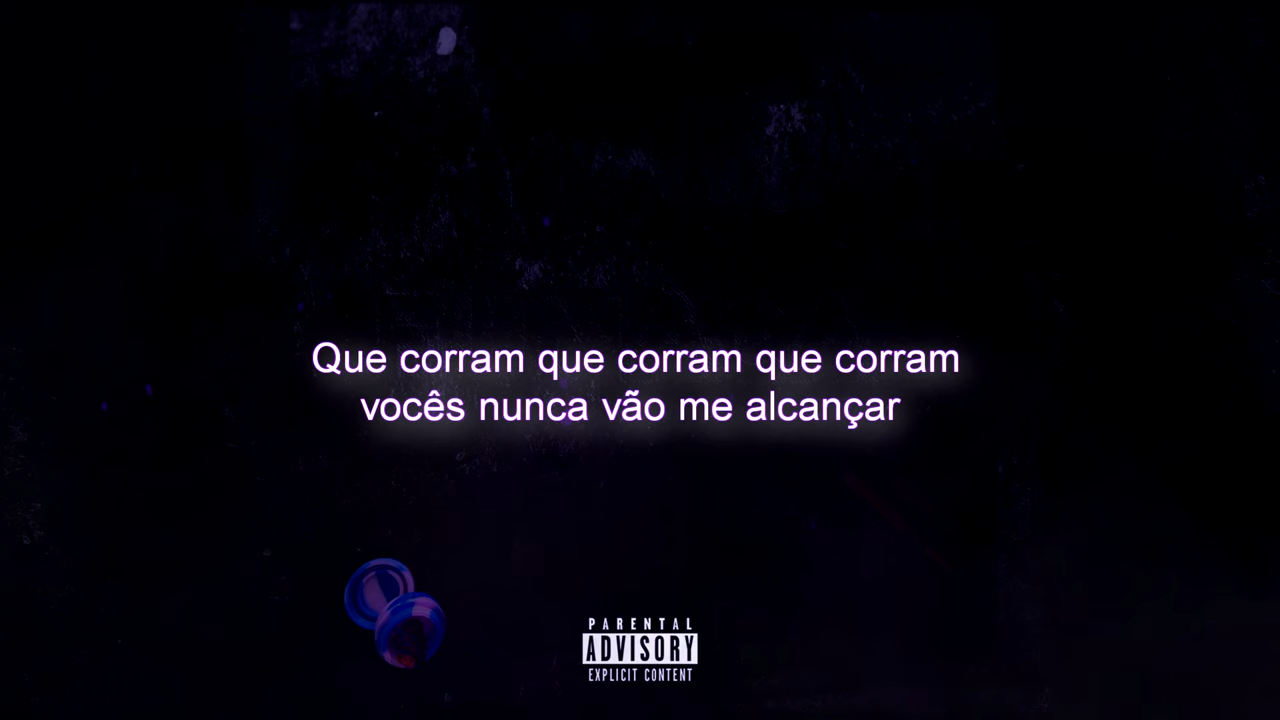 Que corram que corram que corram
vocês nunca vão me alcançar
PARENTAL
ADVISORY
EXPLICIT CONTENT